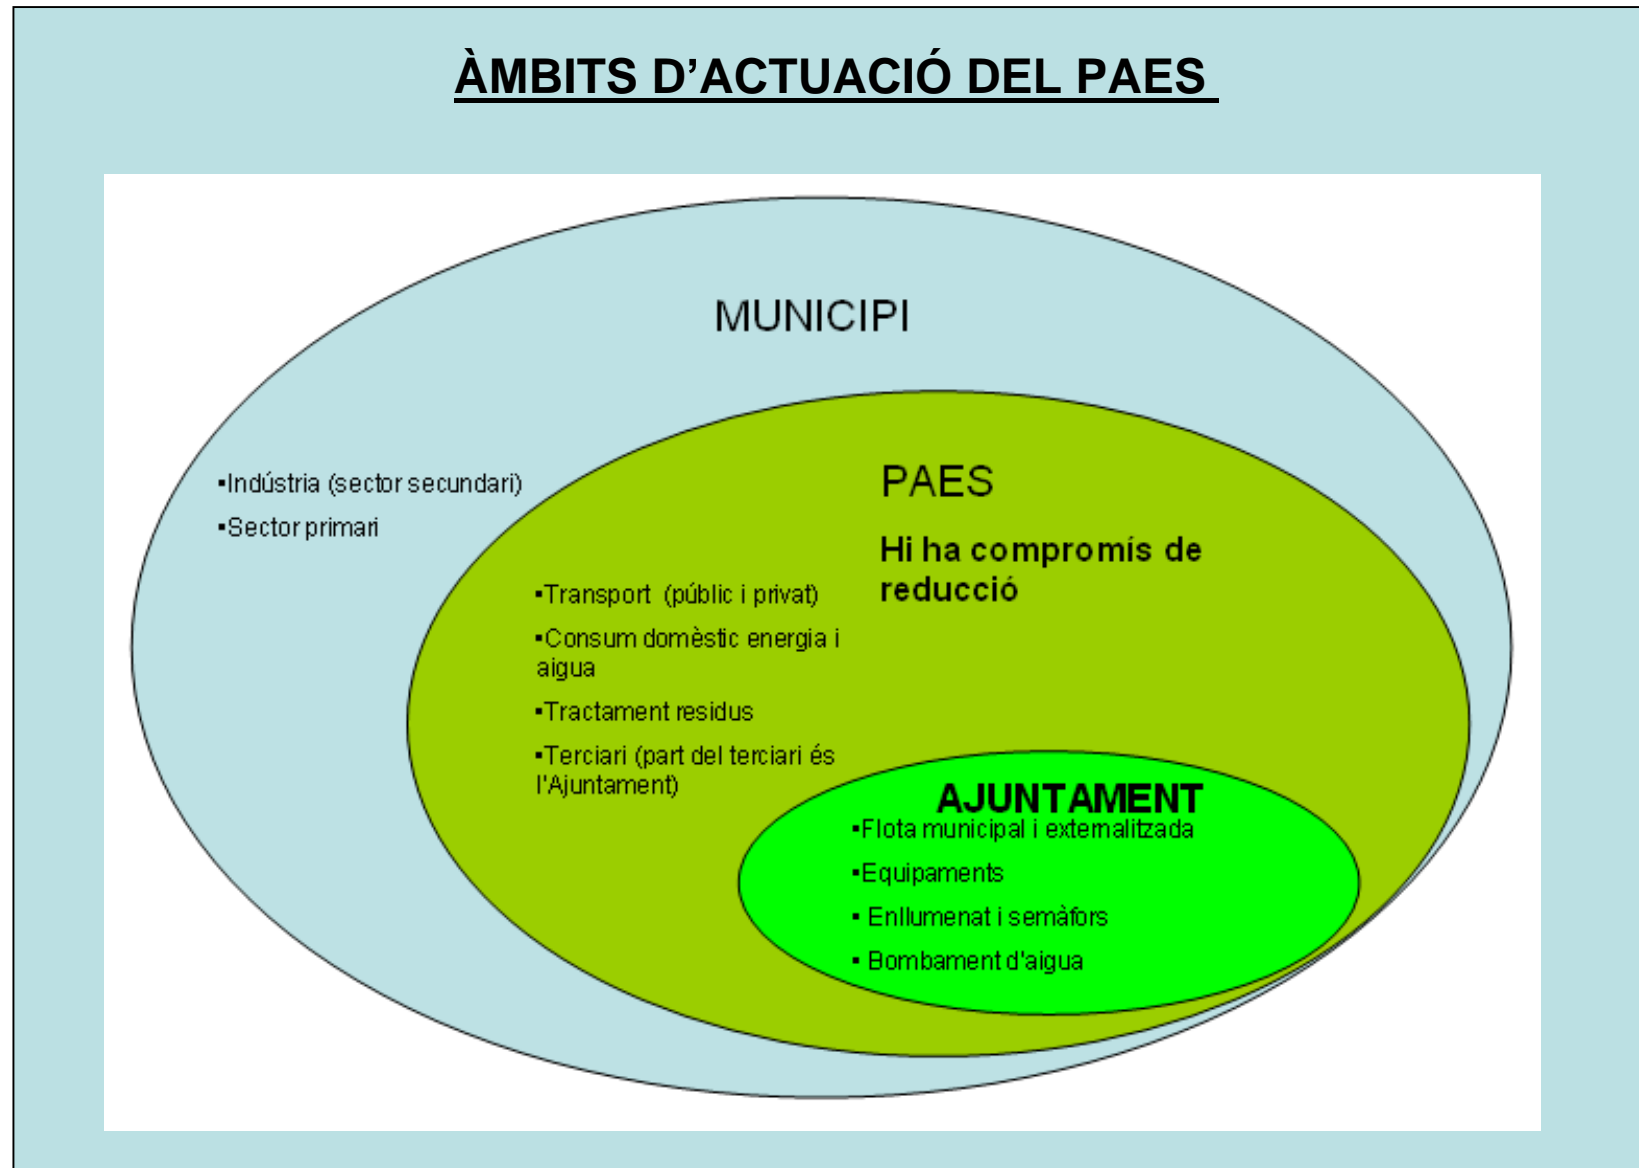 ÀMBITS D’ACTUACIÓ DEL PAES
MUNICIPI
▪Indústria (sector secundari)
▪Sector primari
PAES
Hi ha compromís de
reducció
▪Transport (públic i privat)
▪Consum domèstic energia i
aigua
▪Tractament residus
▪Terciari (part del terciari és
l'Ajuntament)
AJUNTAMENT
▪Flota municipal i externalitzada
▪Equipaments
▪ Enllumenat i semàfors
▪ Bombament d'aigua